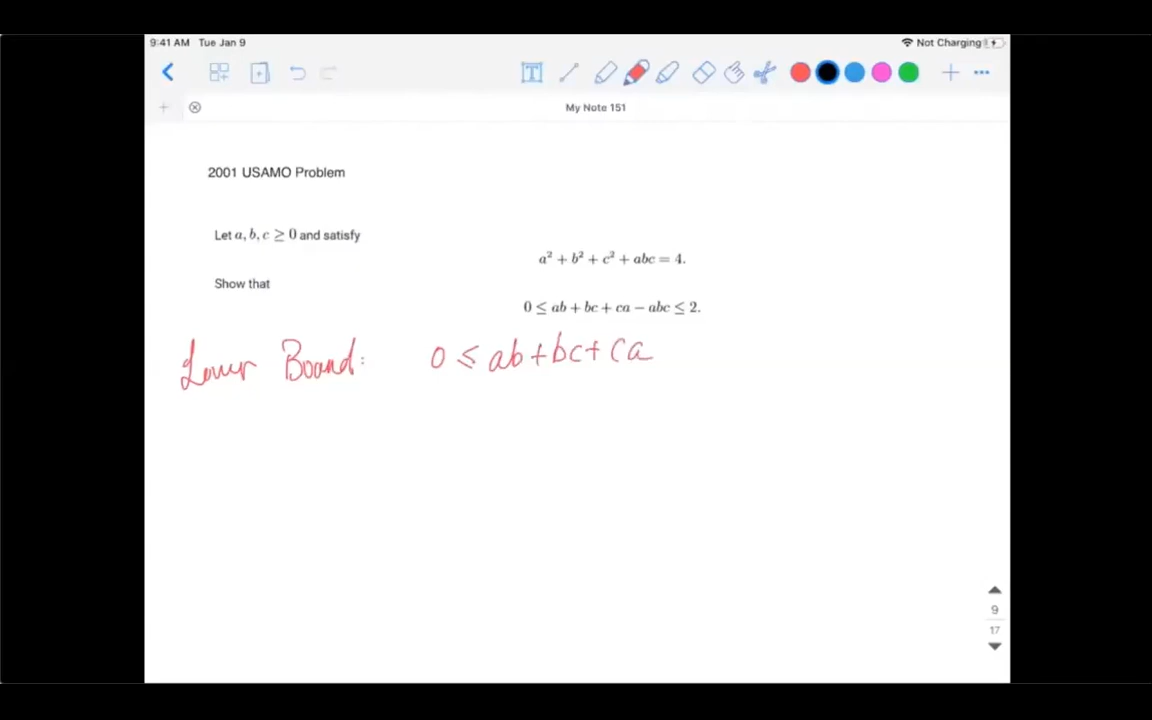 9:41 AM Tue Jan 9
Not Charging
My Note 151
2001 USAMO Problem
Let a, b, c ≥ 0 and satisfy
a² + b² + c² + abc = 4.
Show that
0 ≤ ab + bc + ca − abc ≤ 2.
Lower Boand: 0 ≤ ab + bc + ca
9
17